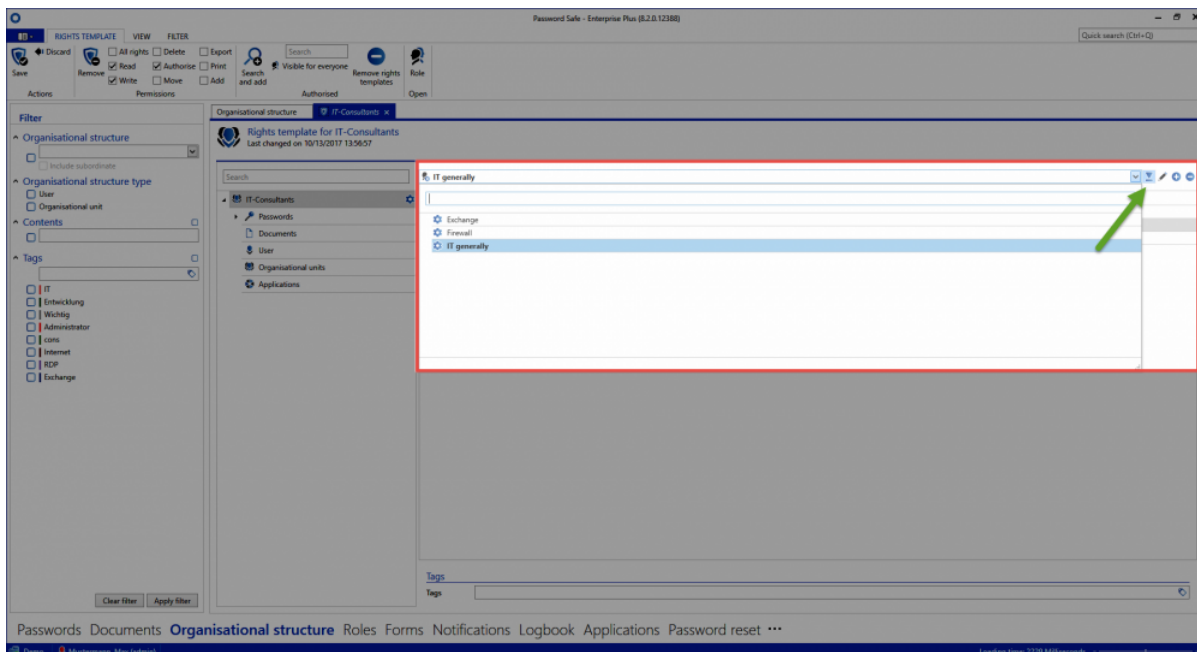 Password Safe - Enterprise Plus (8.2.0.12388)
RIGHTS TEMPLATE VIEW FILTER
Quick search (Ctrl+Q)
Save
Discard
Remove
All rights Delete Export
Read Authorise Print
Write Move Add
Search and add
Search
Visible for everyone
Remove rights templates
Role
Actions Permissions Authorised Open
Filter
Organisational structure
Include subordinate
Organisational structure type
User
Organisational unit
Contents
Tags
IT
Entwicklung
Wichtig
Administrator
cons
Internet
RDP
Exchange
Clear filter Apply filter
Organisational structure IT-Consultants ×
Rights template for IT-Consultants
Last changed on 10/13/2017 13:56:57
Search
IT-Consultants
Passwords
Documents
User
Organisational units
Applications
IT generally
Exchange
Firewall
IT generally
Tags
Tags
Passwords Documents Organisational structure Roles Forms Notifications Logbook Applications Password reset ···
Demo Mustermann, Max (admin)